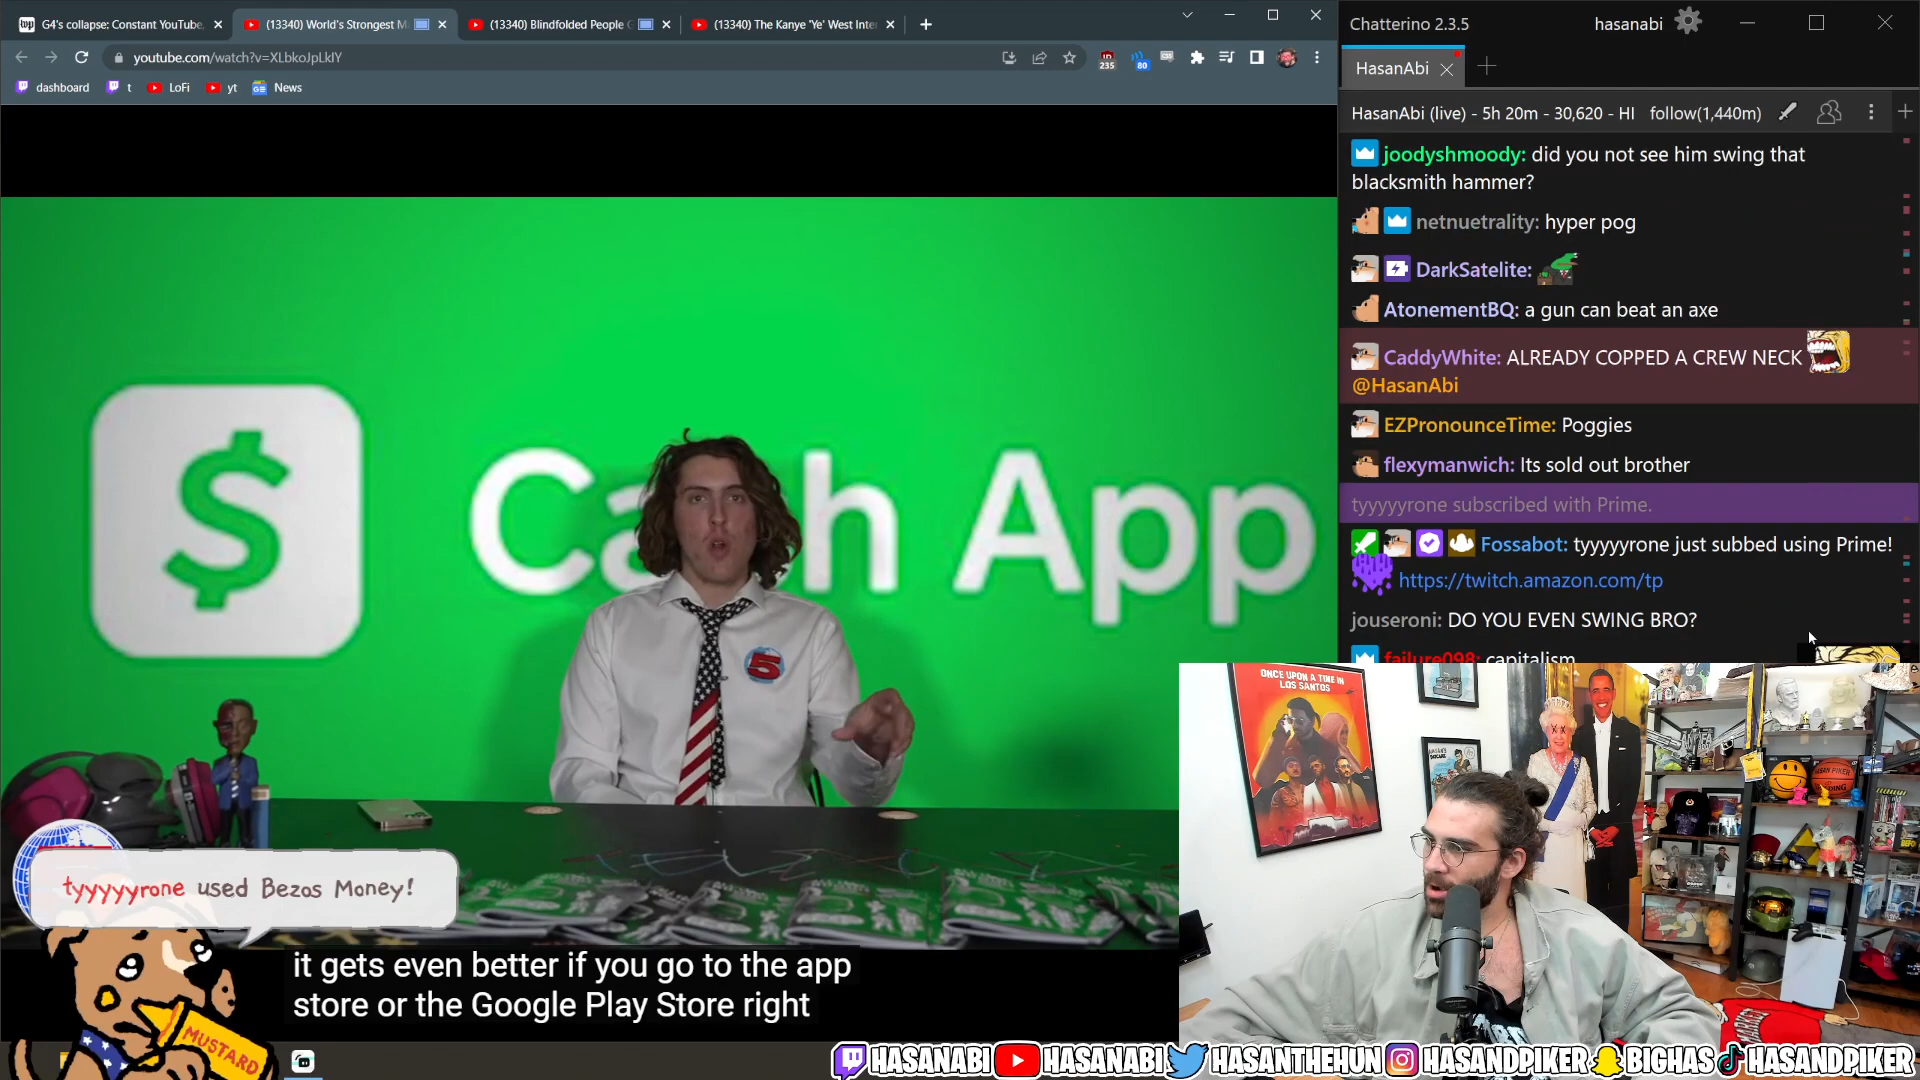 G4's collapse: Constant YouTube,
(13340) World's Strongest M
(13340) Blindfolded People G
(13340) The Kanye 'Ye' West Inte
youtube.com/watch?v=XLbkoJpLkIY
235
80
dashboard
t
LoFi
yt
News
Chatterino 2.3.5
hasanabi
HasanAbi
HasanAbi (live) - 5h 20m - 30,620 - HI
follow(1,440m)
joodyshmoody: did you not see him swing that
blacksmith hammer?
netnuetrality: hyper pog
DarkSatelite:
AtonementBQ: a gun can beat an axe
CaddyWhite: ALREADY COPPED A CREW NECK
@HasanAbi
EZPronounceTime: Poggies
flexymanwich: Its sold out brother
tyyyyyrone subscribed with Prime.
Fossabot: tyyyyyrone just subbed using Prime!
https://twitch.amazon.com/tp
jouseroni: DO YOU EVEN SWING BRO?
failure098: capitalism
$
Cash App
5
tyyyyyrone used Bezos Money!
it gets even better if you go to the app
store or the Google Play Store right
MUSTARD
ONCE UPON A TIME IN
LOS SANTOS
HASANABI
HASANABI
HASANTHEHUN
HASANDPIKER
BIGHAS
HASANDPIKER